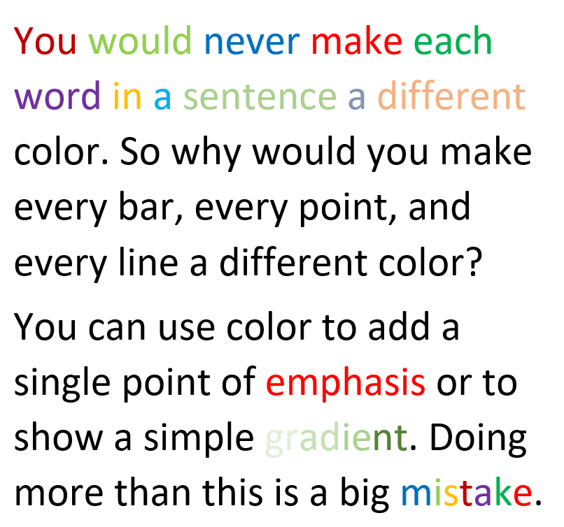 You would never make each
word in a sentence a different
color. So why would you make
every bar, every point, and
every line a different color?
You can use color to add a
single point of emphasis or to
show a simple gradient. Doing
more than this is a big mistake.